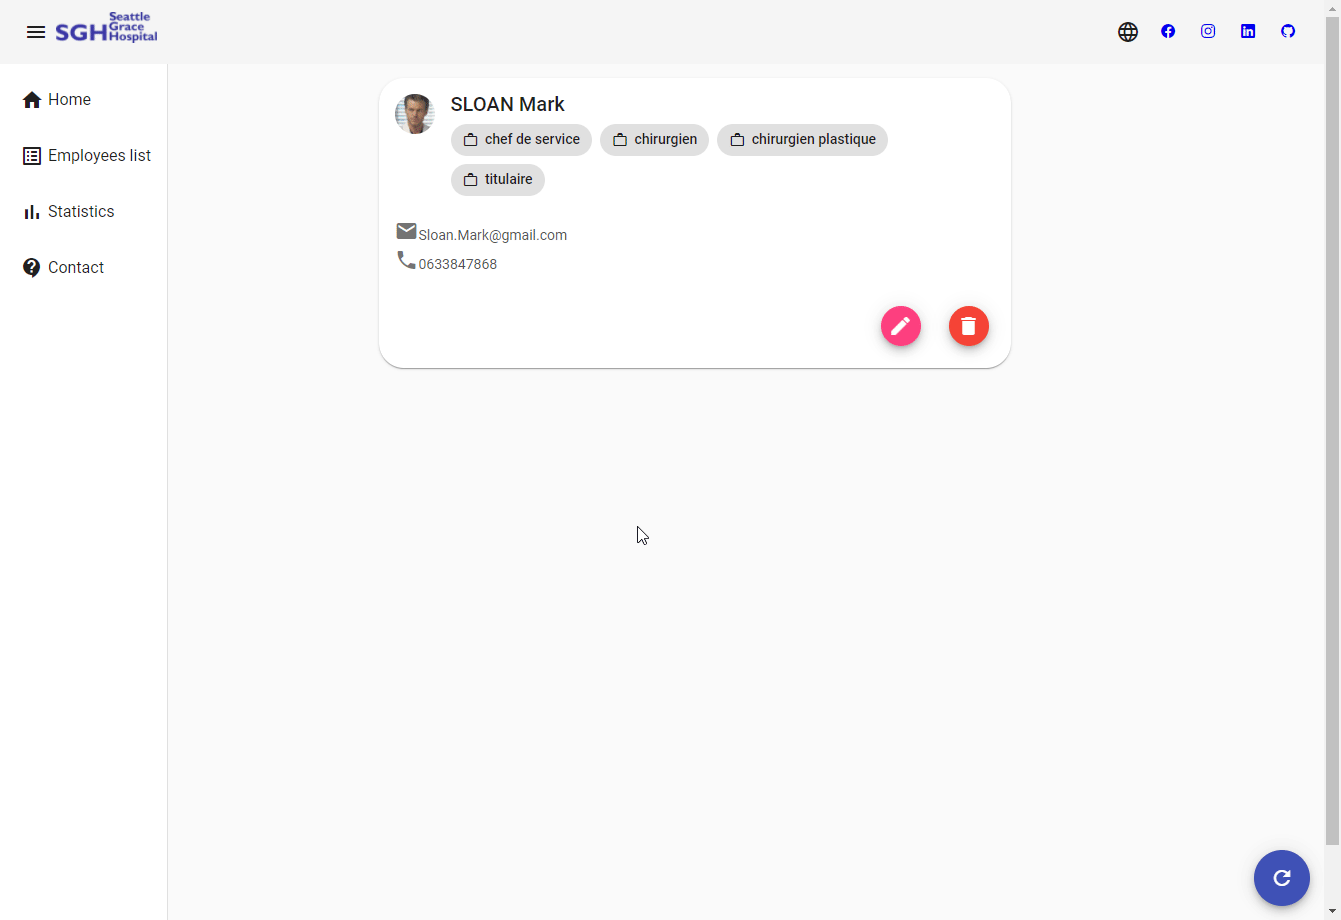 SGH Seattle Grace Hospital
Home
Employees list
Statistics
Contact
SLOAN Mark
chef de service chirurgien chirurgien plastique
titulaire
Sloan.Mark@gmail.com
0633847868